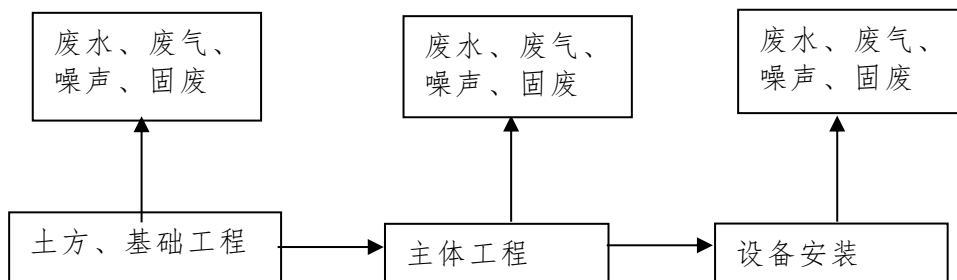 废水、废气、
噪声、固废
废水、废气、
噪声、固废
废水、废气、
噪声、固废
土方、基础工程
主体工程
设备安装